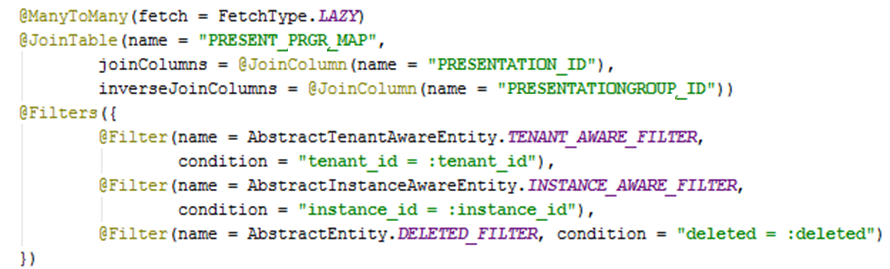 @ManyToMany(fetch = FetchType.LAZY)
@JoinTable(name = "PRESENT_PRGR_MAP",
joinColumns = @JoinColumn(name = "PRESENTATION_ID"),
inverseJoinColumns = @JoinColumn(name = "PRESENTATIONGROUP_ID"))
@Filters({
@Filter(name = AbstractTenantAwareEntity.TENANT_AWARE_FILTER,
condition = "tenant_id = :tenant_id"),
@Filter(name = AbstractInstanceAwareEntity.INSTANCE_AWARE_FILTER,
condition = "instance_id = :instance_id"),
@Filter(name = AbstractEntity.DELETED_FILTER, condition = "deleted = :deleted")
})